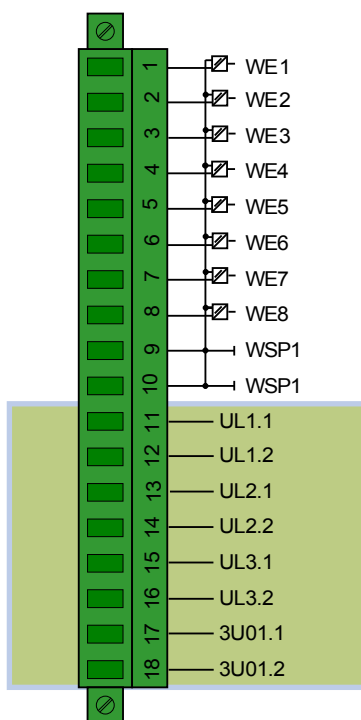 1 WE1
2 WE2
3 WE3
4 WE4
5 WE5
6 WE6
7 WE7
8 WE8
9 WSP1
10 WSP1
11 UL1.1
12 UL1.2
13 UL2.1
14 UL2.2
15 UL3.1
16 UL3.2
17 3U01.1
18 3U01.2